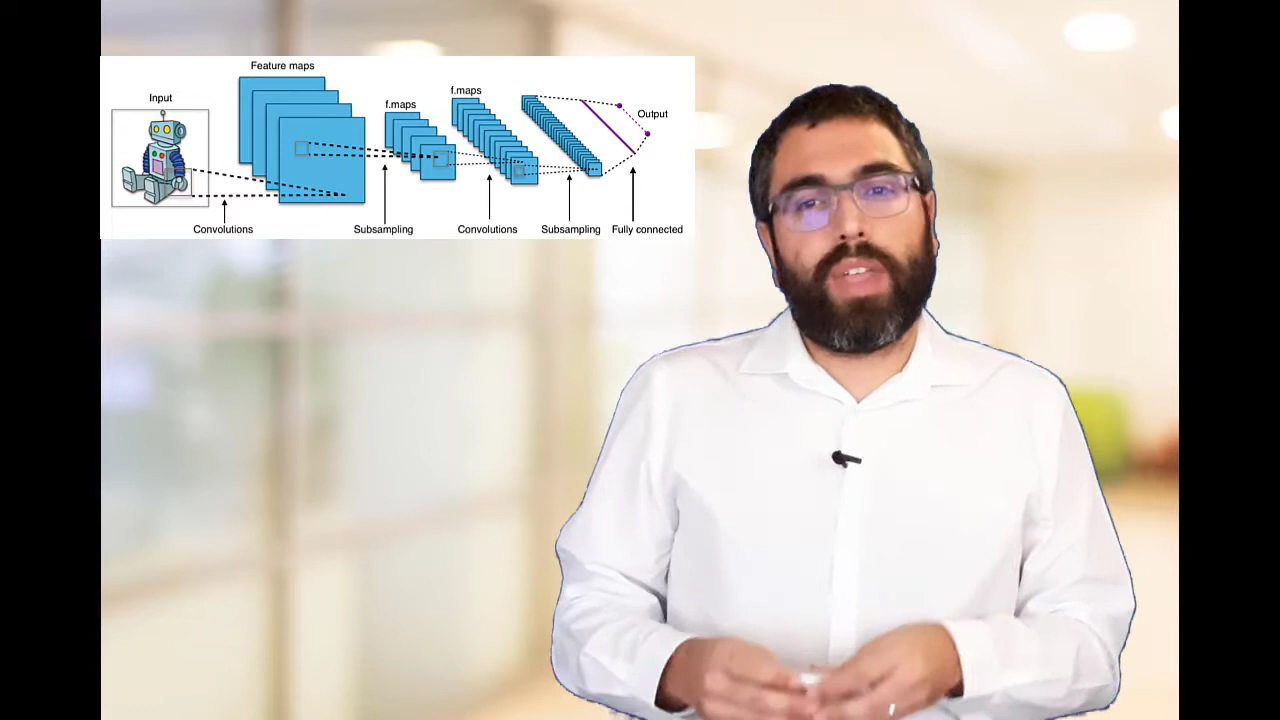 Feature maps
Input
f.maps
f.maps
Output
Convolutions
Subsampling
Convolutions
Subsampling
Fully connected